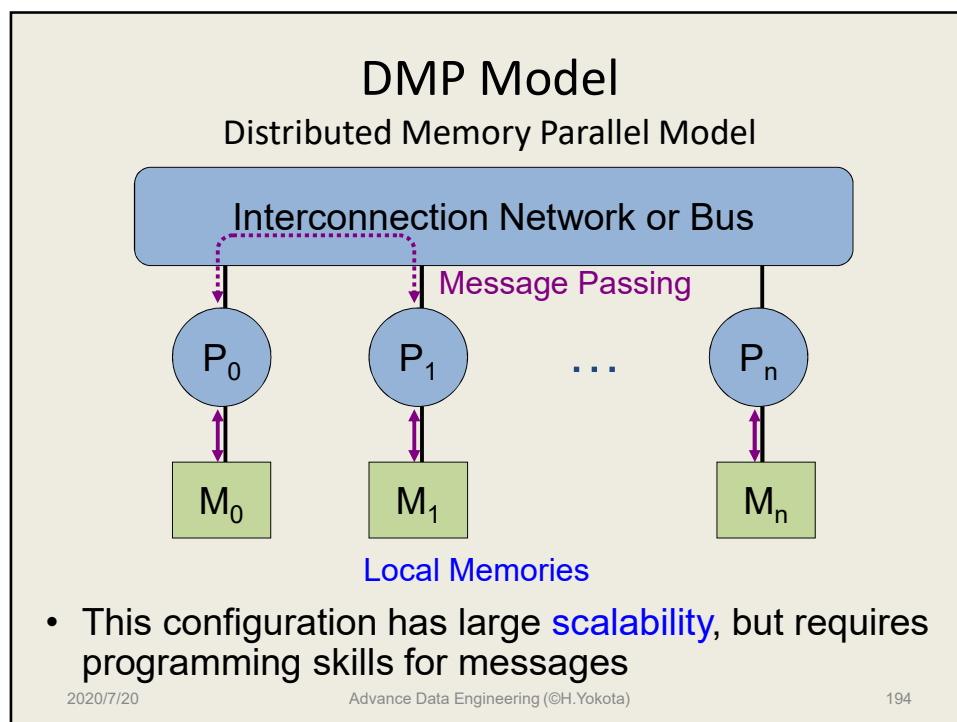 DMP Model
Distributed Memory Parallel Model
Interconnection Network or Bus
Message Passing
P0 P1 … Pn
M0 M1 Mn
Local Memories
• This configuration has large scalability, but requires
programming skills for messages
2020/7/20 Advance Data Engineering (©H.Yokota) 194